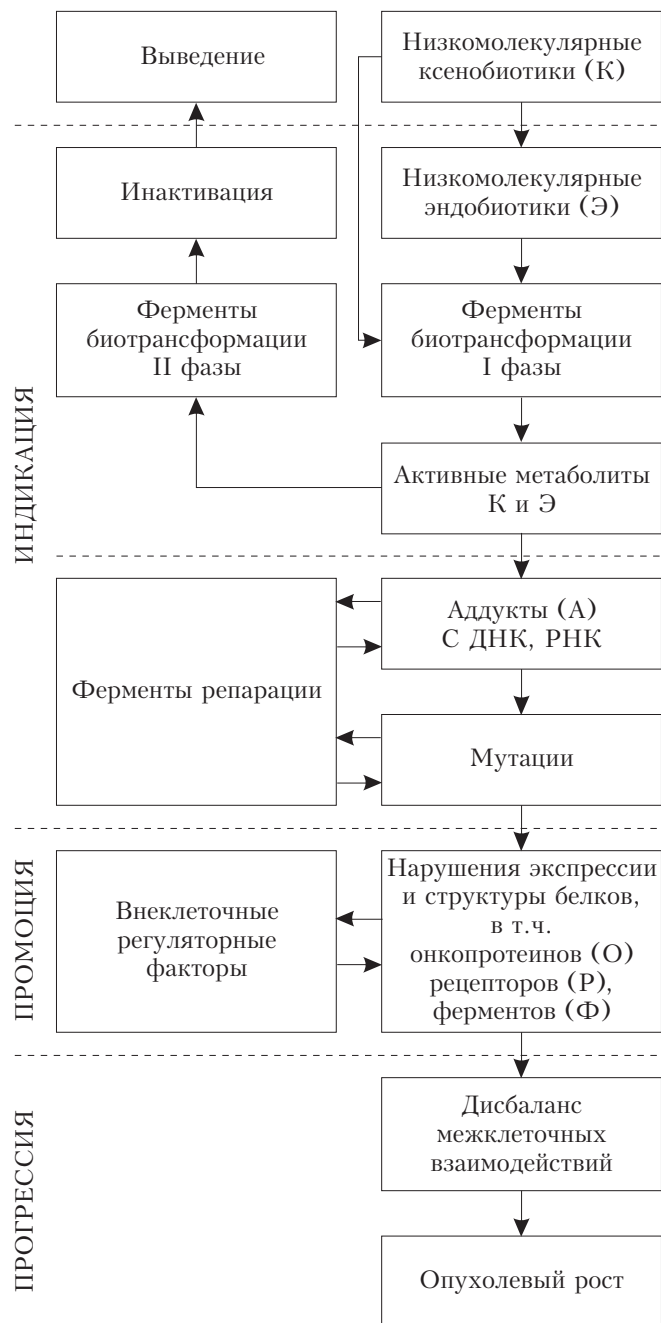 Выведение
Низкомолекулярные
ксенобиотики (К)
Инактивация
Низкомолекулярные
эндобиотики (Э)
Ферменты
биотрансформации
II фазы
Ферменты
биотрансформации
I фазы
Активные метаболиты
К и Э
ИНДИКАЦИЯ
Ферменты репарации
Аддукты (А)
С ДНК, РНК
Мутации
ПРОМОЦИЯ
Внеклеточные
регуляторные
факторы
Нарушения экспрессии
и структуры белков,
в т.ч.
онкопротеинов (О)
рецепторов (Р),
ферментов (Ф)
ПРОГРЕССИЯ
Дисбаланс
межклеточных
взаимодействий
Опухолевый рост